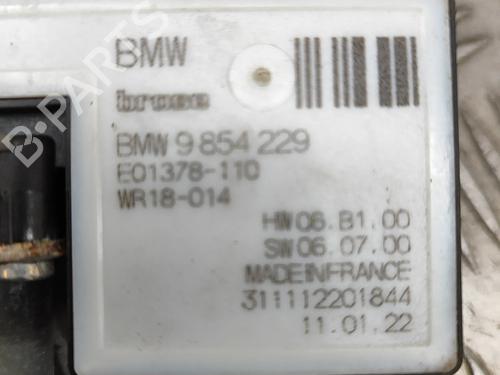 BMW
brose
BMW 9 854 229
E01378-110
WR18-014
HW06.B1.00
SW06.07.00
MADEINFRANCE
311112201844
11.01.22